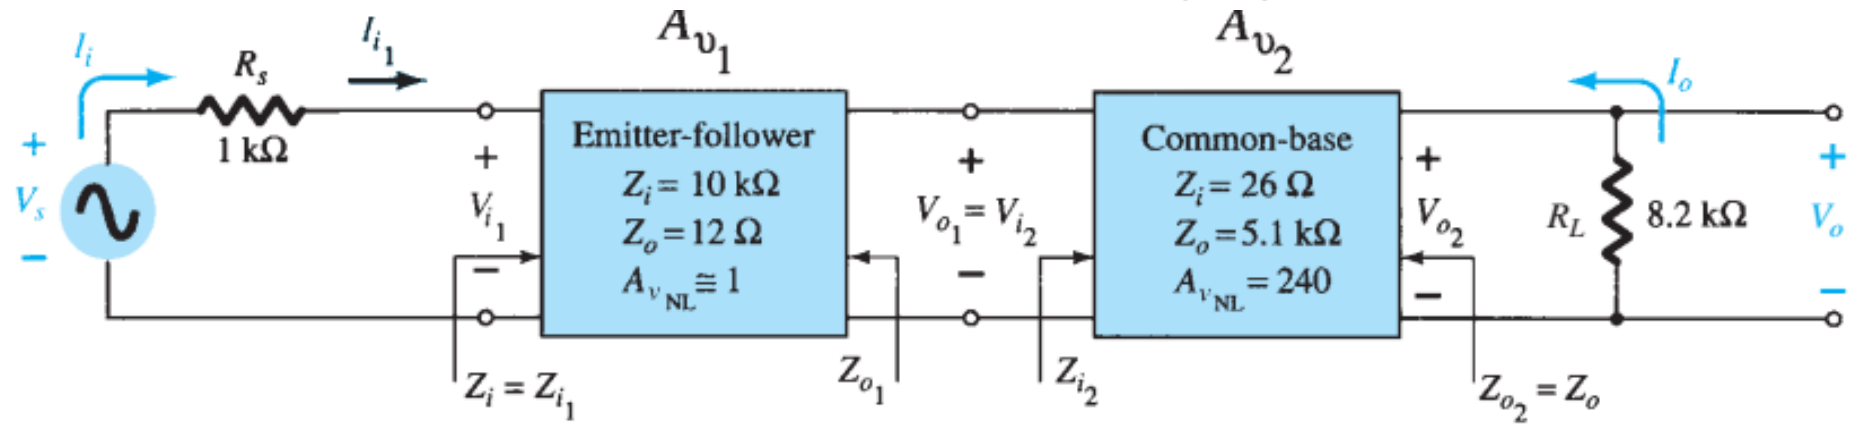 A_υ1
A_υ2
I_i
I_i1
I_o
R_s
1 kΩ
+
V_s
−
+
V_i1
−
Emitter-follower
Z_i = 10 kΩ
Z_o = 12 Ω
A_vNL ≅ 1
+
V_o1 = V_i2
−
Common-base
Z_i = 26 Ω
Z_o = 5.1 kΩ
A_vNL = 240
+
V_o2
−
R_L
8.2 kΩ
+
V_o
−
Z_i = Z_i1
Z_o1
Z_i2
Z_o2 = Z_o